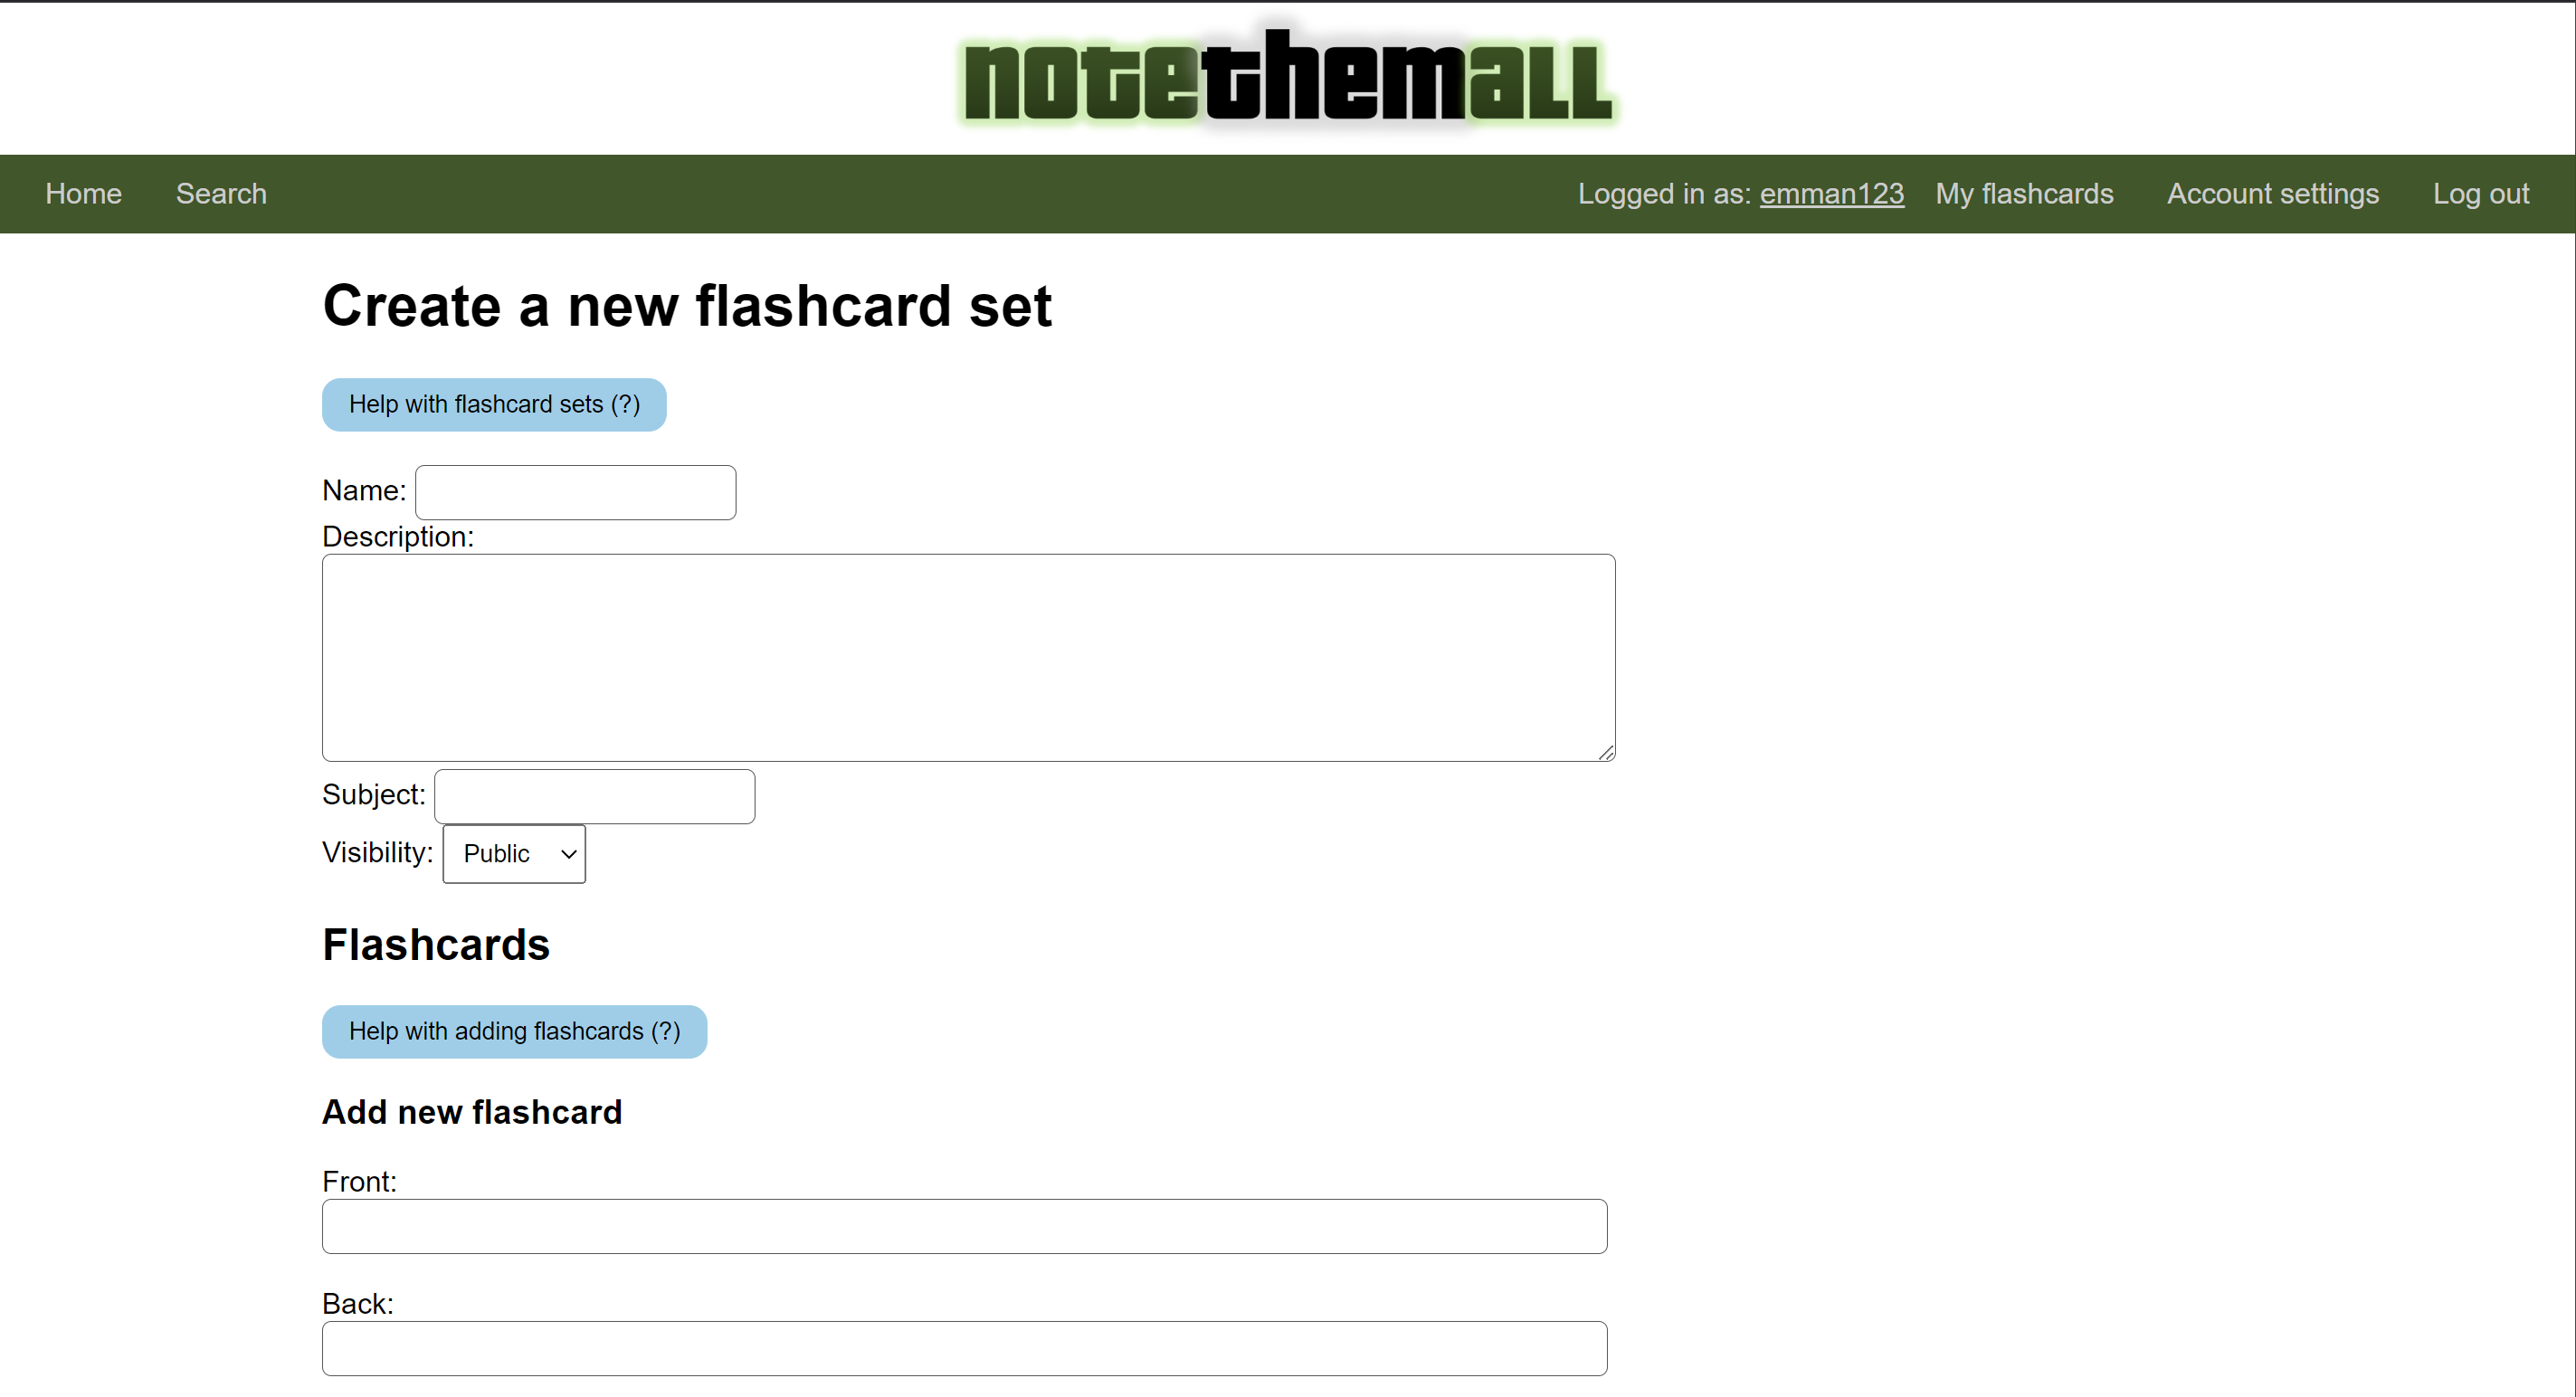 notethemall
Home Search Logged in as: emman123 My flashcards Account settings Log out
Create a new flashcard set
Help with flashcard sets (?)
Name:
Description:
Subject:
Visibility: Public
Flashcards
Help with adding flashcards (?)
Add new flashcard
Front:
Back: